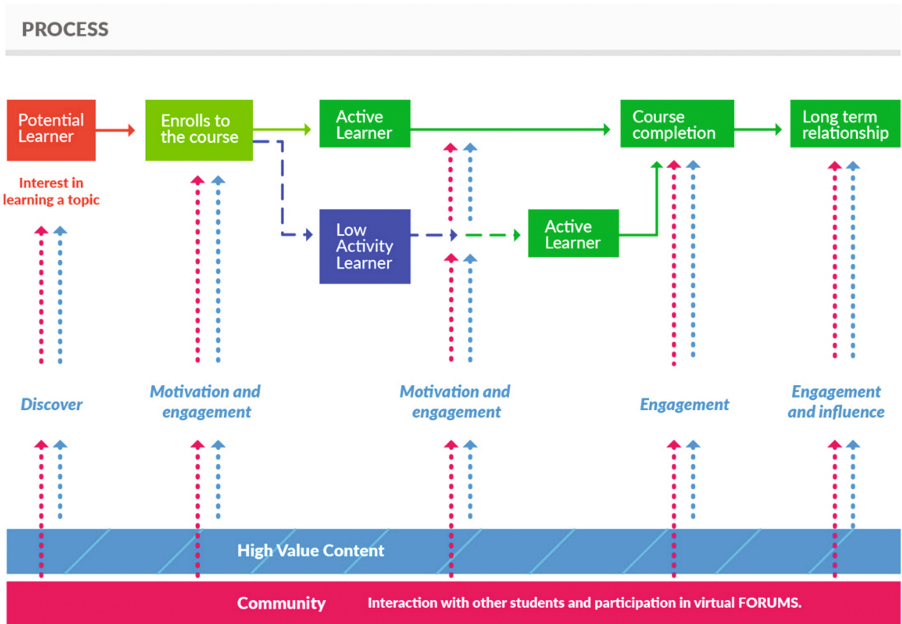 PROCESS
Potential
Learner
Enrolls to
the course
Active
Learner
Course
completion
Long term
relationship
Interest in
learning a topic
Low
Activity
Learner
Active
Learner
Discover
Motivation and
engagement
Motivation and
engagement
Engagement
Engagement
and influence
High Value Content
Community Interaction with other students and participation in virtual FORUMS.